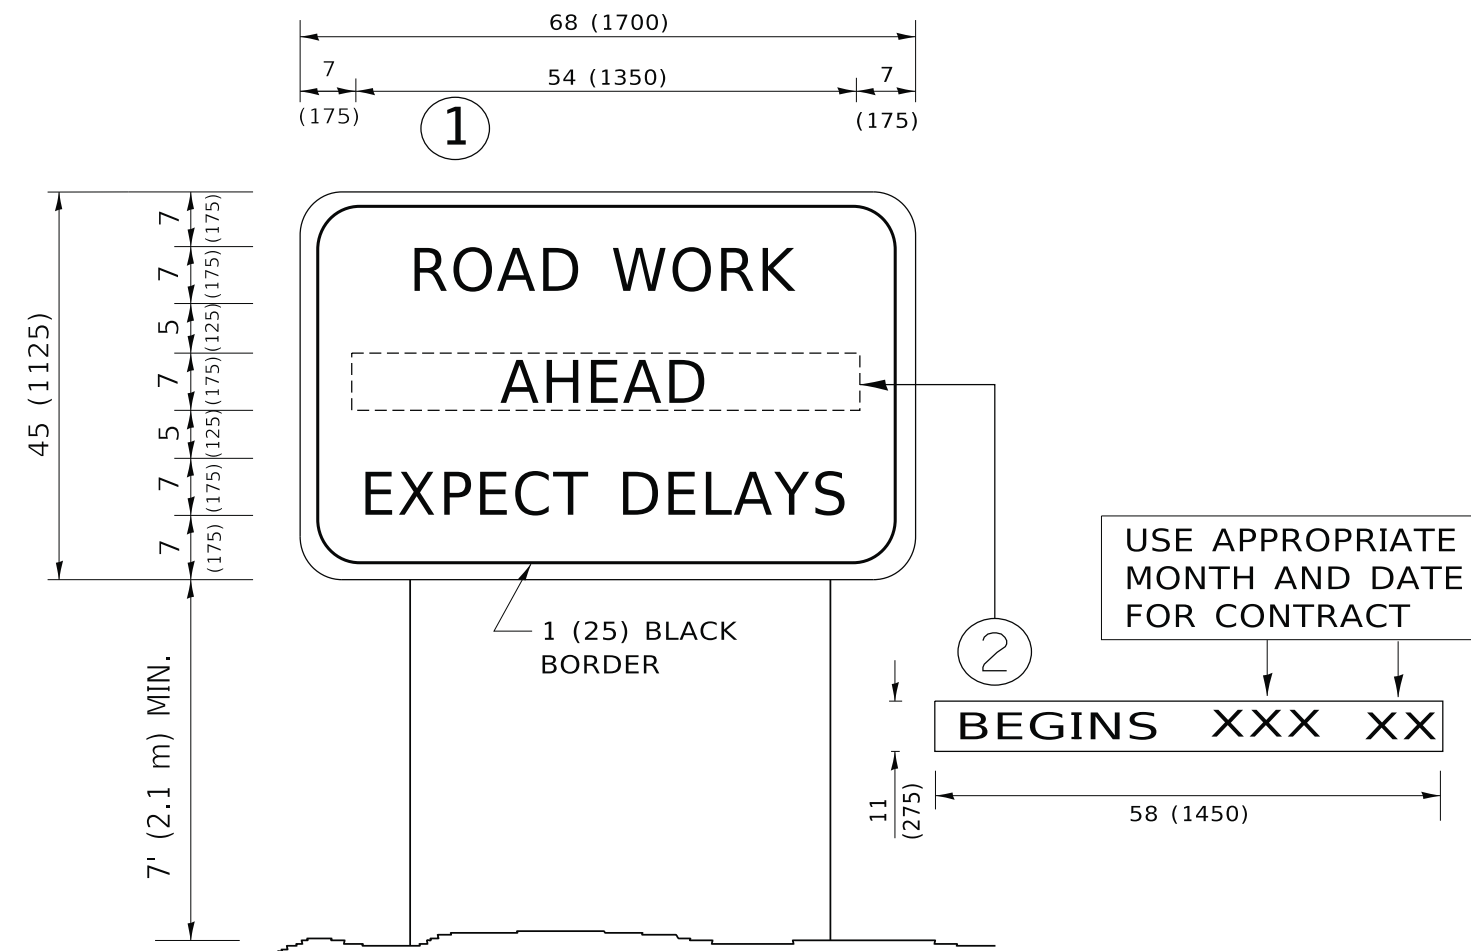 68 (1700)
7
54 (1350)
7
(175)
(175)
1
ROAD WORK
AHEAD
EXPECT DELAYS
45 (1125)
7
(175)
7
(175)
5
(125)
7
(175)
5
(125)
7
(175)
7
(175)
7' (2.1 m) MIN.
1 (25) BLACK
BORDER
2
USE APPROPRIATE
MONTH AND DATE
FOR CONTRACT
BEGINS XXX XX
11
(275)
58 (1450)